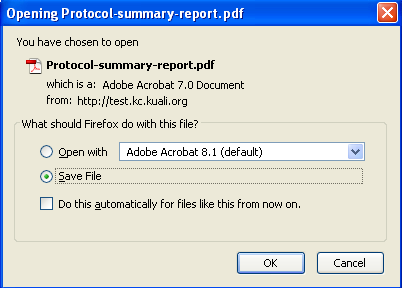 Opening Protocol-summary-report.pdf
You have chosen to open
Protocol-summary-report.pdf
which is a: Adobe Acrobat 7.0 Document
from: http://test.kc.kuali.org
What should Firefox do with this file?
Open with Adobe Acrobat 8.1 (default)
Save File
Do this automatically for files like this from now on.
OK Cancel